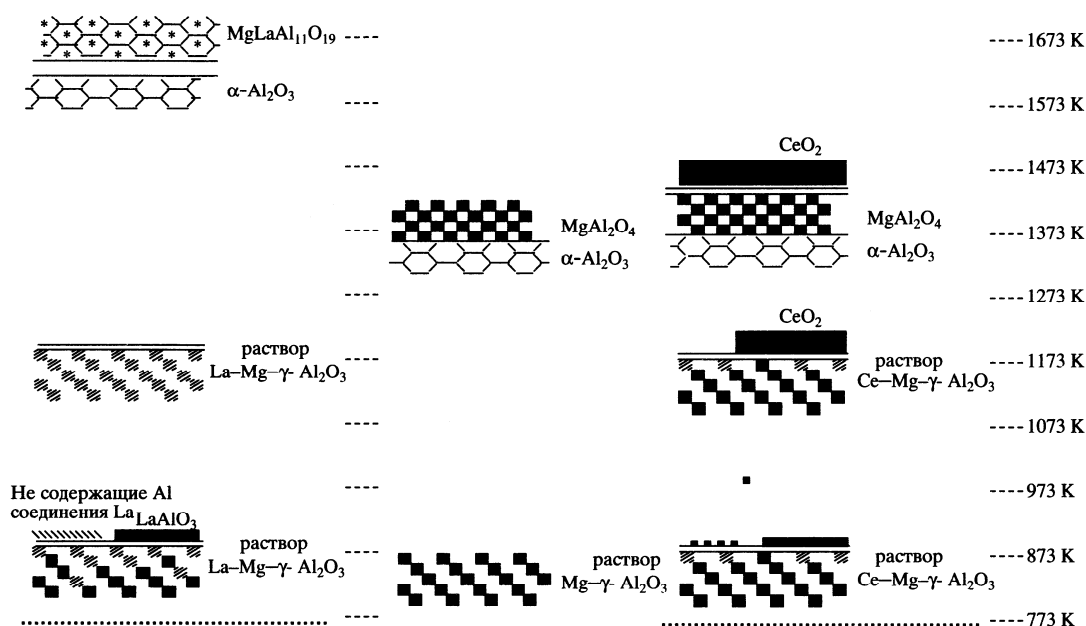 MgLaAl₁₁O₁₉
α-Al₂O₃
раствор
La–Mg–γ- Al₂O₃
Не содержащие Al
соединения La
LaAlO₃
раствор
La–Mg–γ- Al₂O₃
MgAl₂O₄
α-Al₂O₃
раствор
Mg–γ- Al₂O₃
CeO₂
MgAl₂O₄
α-Al₂O₃
CeO₂
раствор
Ce–Mg–γ- Al₂O₃
раствор
Ce–Mg–γ- Al₂O₃
1673 K
1573 K
1473 K
1373 K
1273 K
1173 K
1073 K
973 K
873 K
773 K